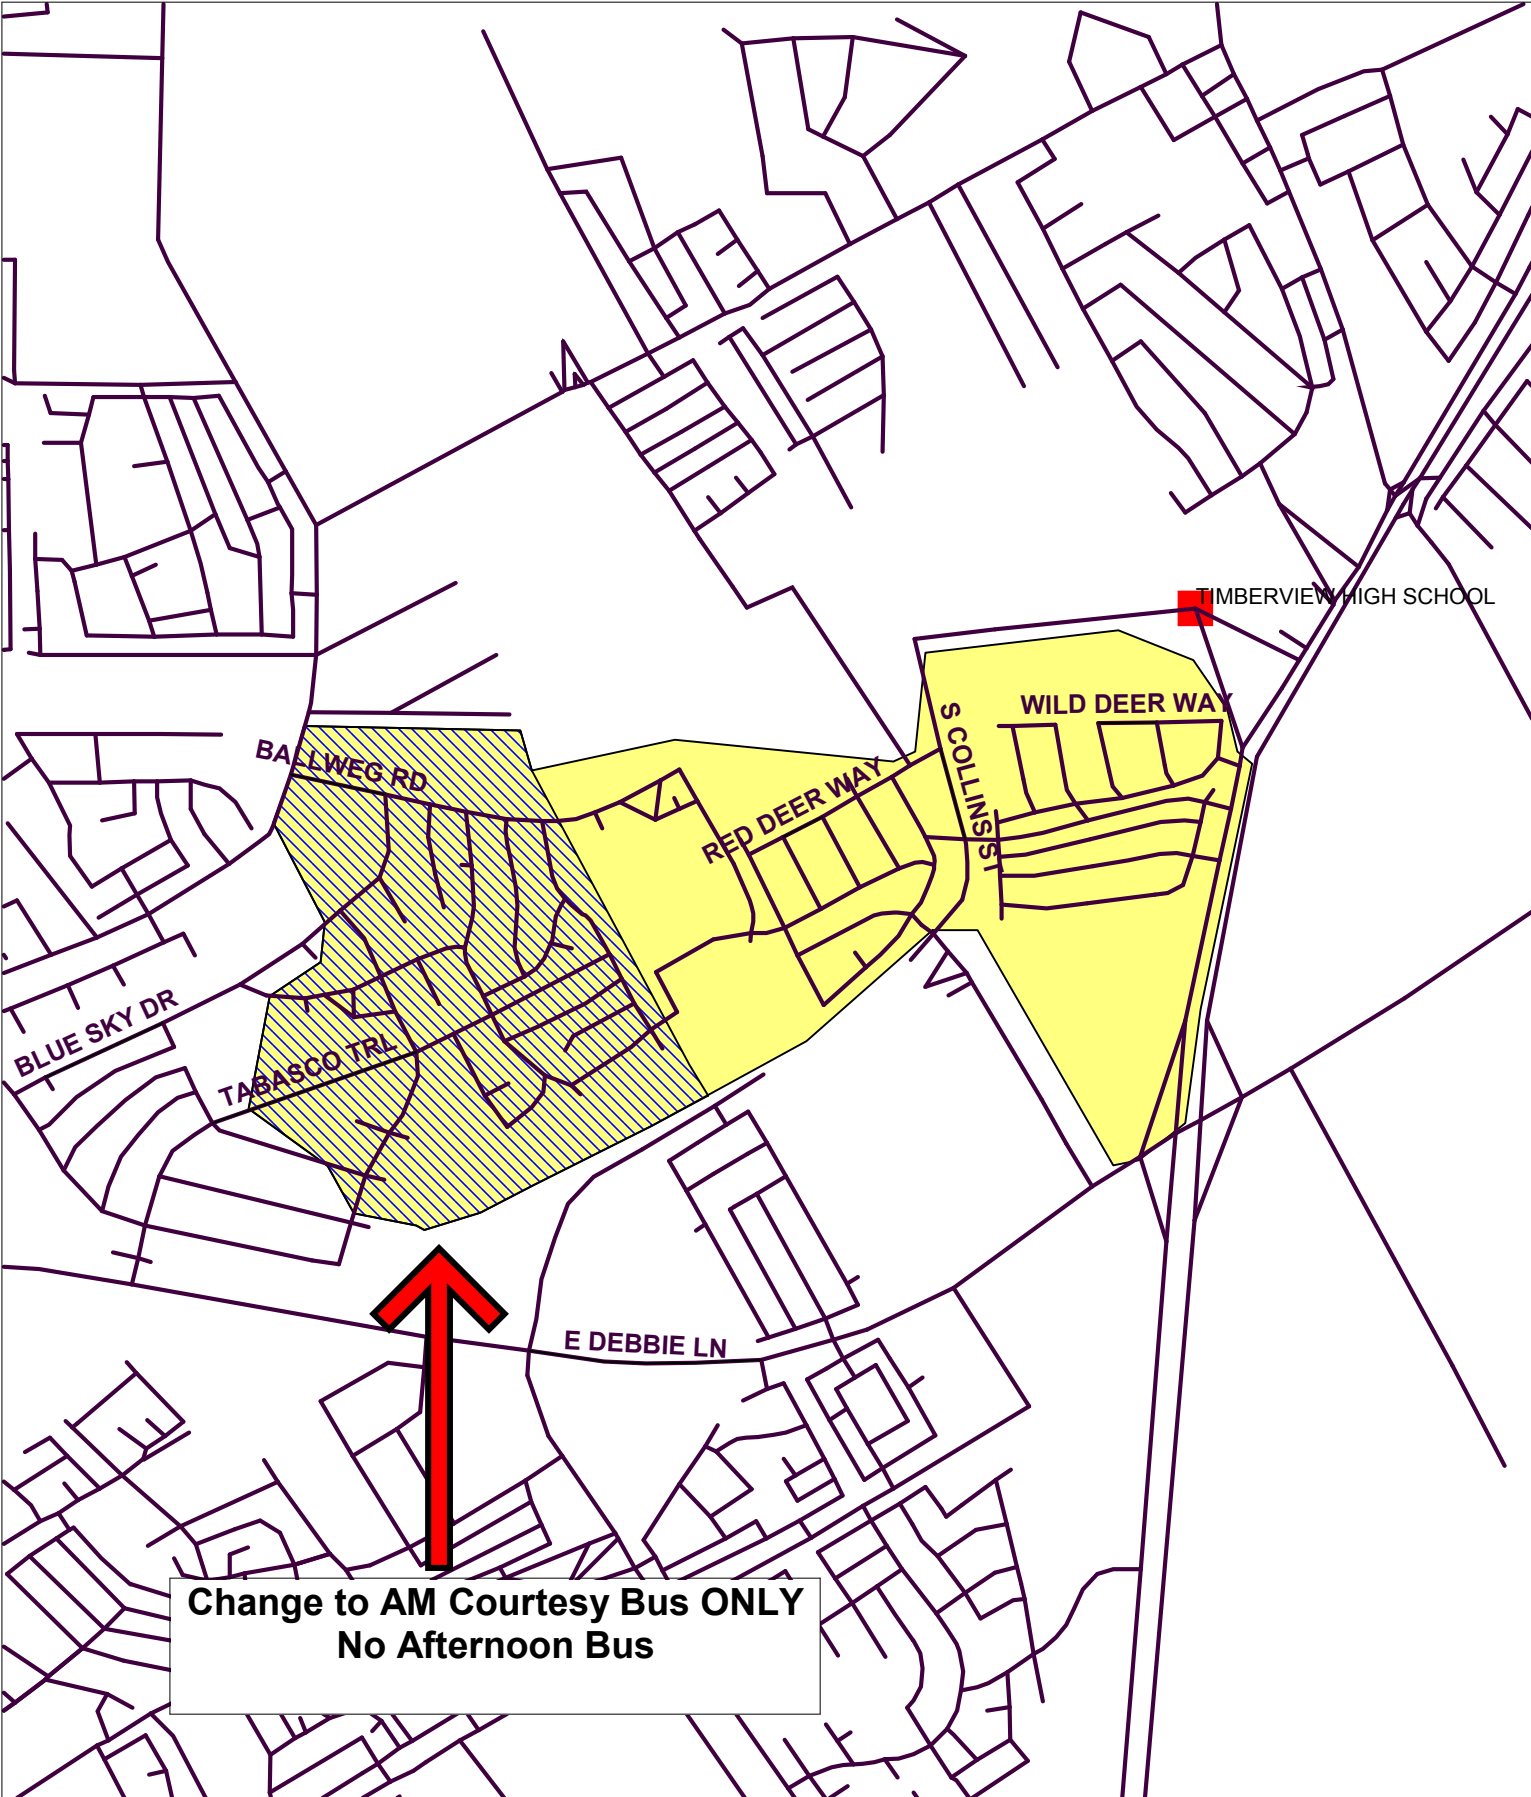 TIMBERVIEW HIGH SCHOOL
WILD DEER WAY
S COLLINS ST
BALLWEG RD
RED DEER WAY
BLUE SKY DR
TABASCO TRL
E DEBBIE LN
Change to AM Courtesy Bus ONLY
No Afternoon Bus